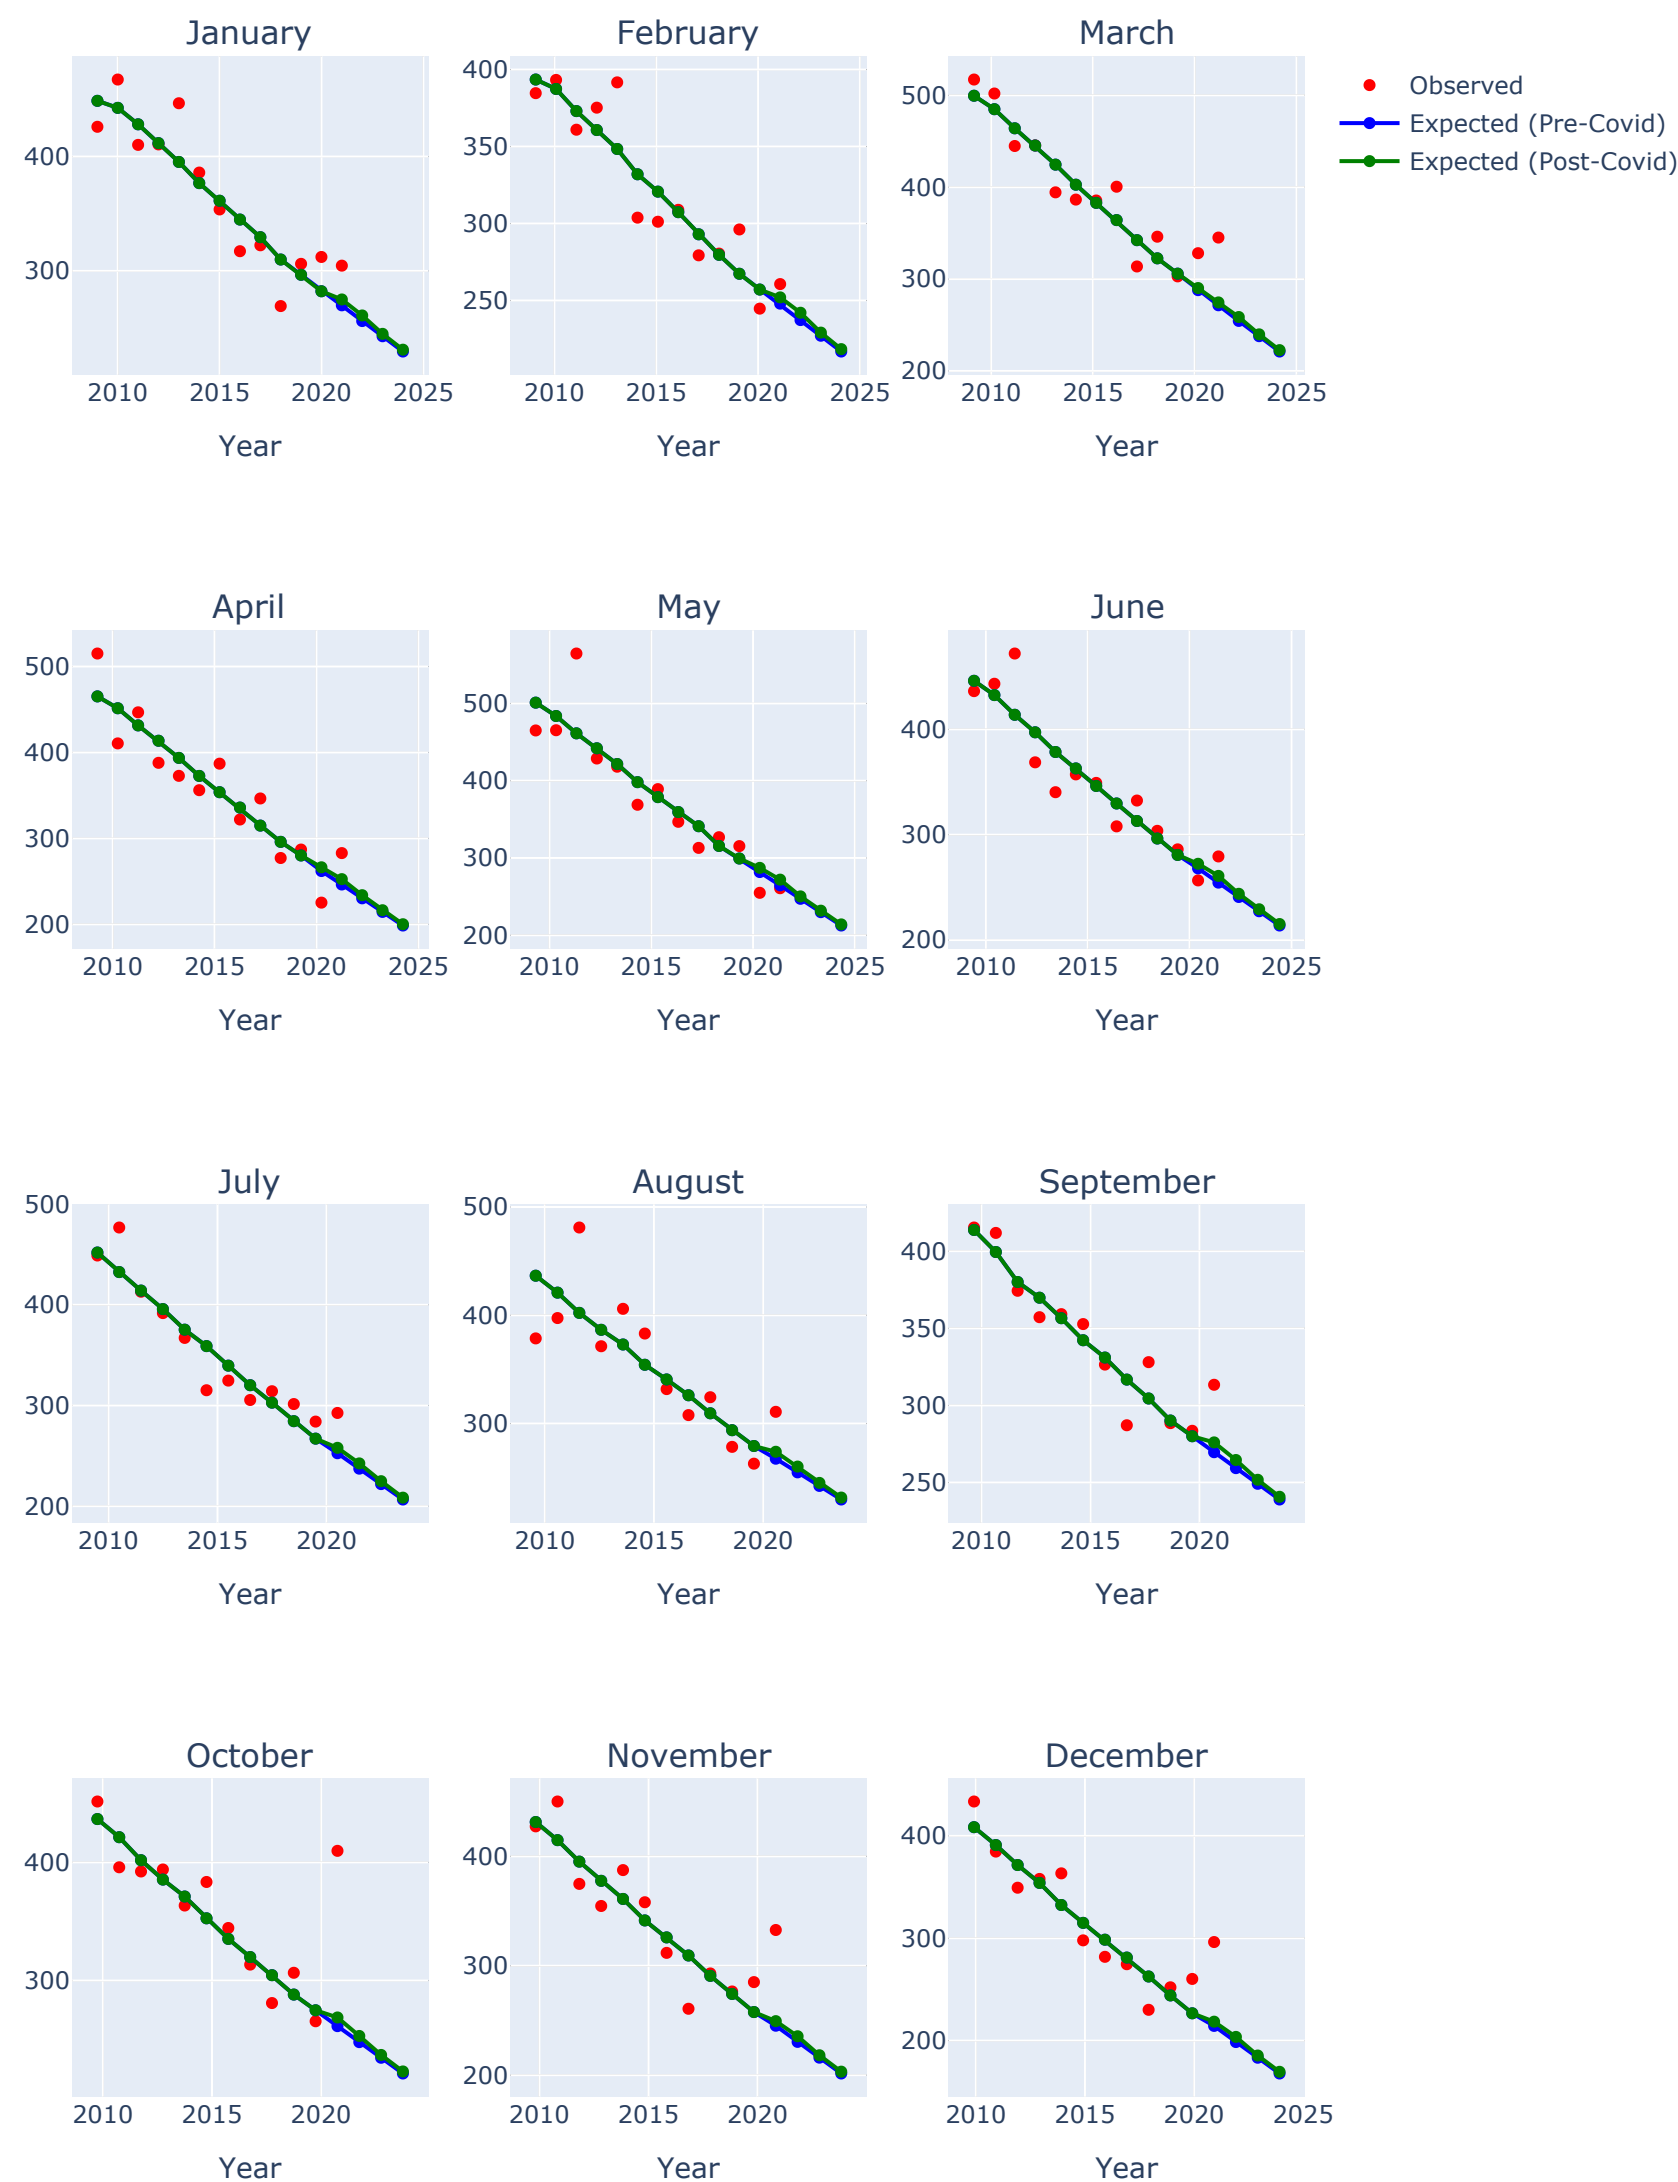 January February March
Observed
Expected (Pre-Covid)
Expected (Post-Covid)
400
300
2010 2015 2020 2025
Year
400
350
300
250
2010 2015 2020 2025
Year
500
400
300
200
2010 2015 2020 2025
Year
April May June
500
400
300
200
2010 2015 2020 2025
Year
500
400
300
200
2010 2015 2020 2025
Year
400
300
200
2010 2015 2020 2025
Year
July August September
500
400
300
200
2010 2015 2020
Year
500
400
300
2010 2015 2020
Year
400
350
300
250
2010 2015 2020
Year
October November December
400
300
2010 2015 2020
Year
400
300
200
2010 2015 2020
Year
400
300
200
2010 2015 2020 2025
Year